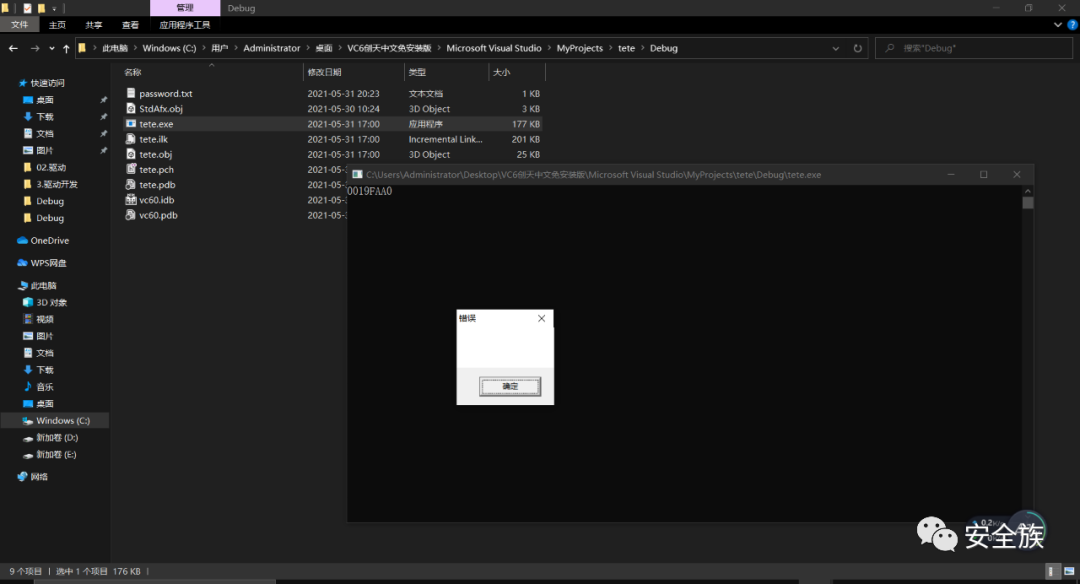 管理
Debug
文件
主页
共享
查看
应用程序工具
此电脑 > Windows (C:) > 用户 > Administrator > 桌面 > VC6创天中文免安装版 > Microsoft Visual Studio > MyProjects > tete > Debug
搜索"Debug"
名称 修改日期 类型 大小
password.txt 2021-05-31 20:23 文本文档 1 KB
StdAfx.obj 2021-05-30 10:24 3D Object 3 KB
tete.exe 2021-05-31 17:00 应用程序 177 KB
tete.ilk 2021-05-31 17:00 Incremental Link... 201 KB
tete.obj 2021-05-31 17:00 3D Object 25 KB
tete.pch 2021-05-
tete.pdb 2021-05-
vc60.idb 2021-05-
vc60.pdb 2021-05-
快速访问
桌面
下载
文档
图片
02.驱动
3.驱动开发
Debug
Debug
OneDrive
WPS网盘
此电脑
3D 对象
视频
图片
文档
下载
音乐
桌面
Windows (C:)
新加卷 (D:)
新加卷 (E:)
网络
C:\Users\Administrator\Desktop\VC6创天中文免安装版\Microsoft Visual Studio\MyProjects\tete\Debug\tete.exe
0019FAA0
错误
确定
安全族
9 个项目 | 选中 1 个项目 176 KB |